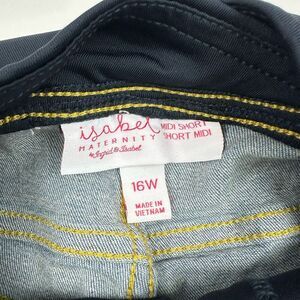 isabel MIDI SHORT
MATERNITY SHORT MIDI
by Ingrid & Isabel
16W
MADE IN
VIETNAM